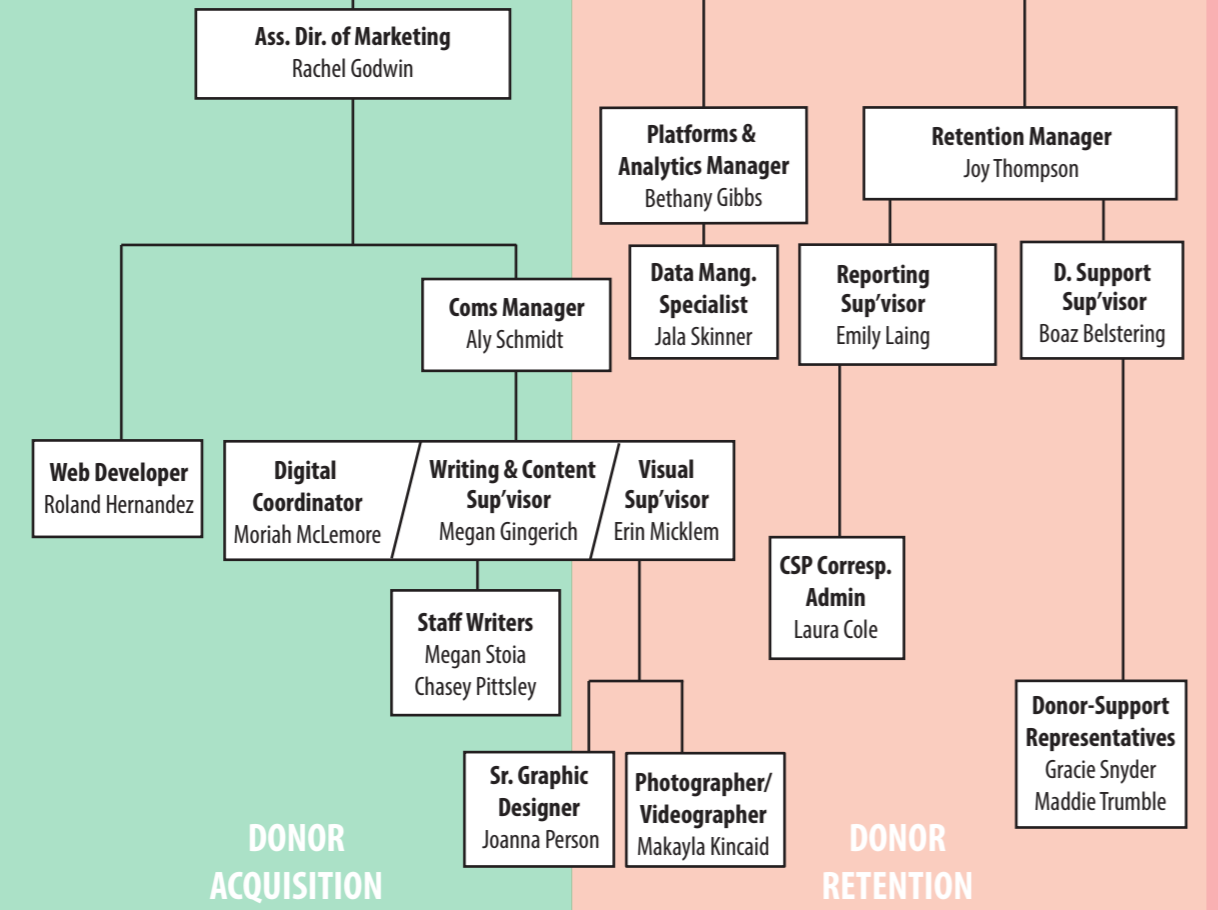 Ass. Dir. of Marketing
Rachel Godwin
Platforms &
Analytics Manager
Bethany Gibbs
Retention Manager
Joy Thompson
Coms Manager
Aly Schmidt
Data Mang.
Specialist
Jala Skinner
Reporting
Sup’visor
Emily Laing
D. Support
Sup’visor
Boaz Belstering
Web Developer
Roland Hernandez
Digital
Coordinator
Moriah McLemore
Writing & Content
Sup’visor
Megan Gingerich
Visual
Sup’visor
Erin Micklem
CSP Corresp.
Admin
Laura Cole
Staff Writers
Megan Stoia
Chasey Pittsley
Donor-Support
Representatives
Gracie Snyder
Maddie Trumble
Sr. Graphic
Designer
Joanna Person
Photographer/
Videographer
Makayla Kincaid
DONOR
ACQUISITION
DONOR
RETENTION